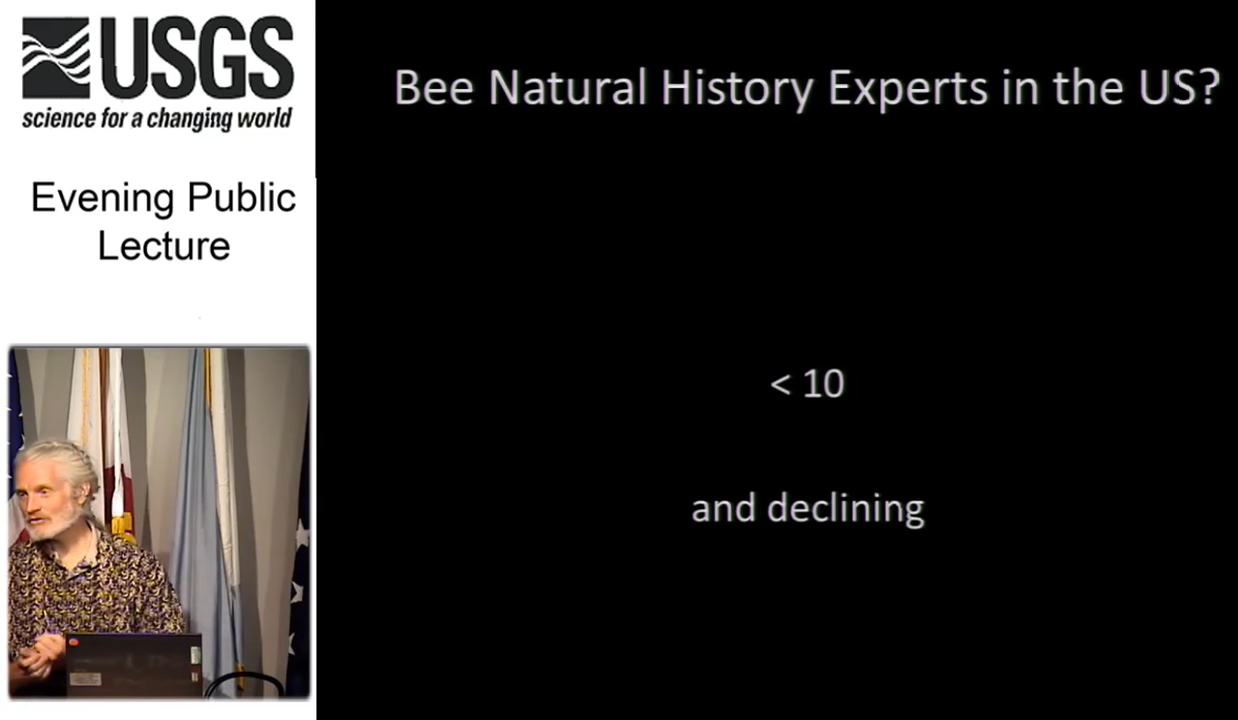 USGS
science for a changing world
Evening Public
Lecture
Bee Natural History Experts in the US?
< 10
and declining